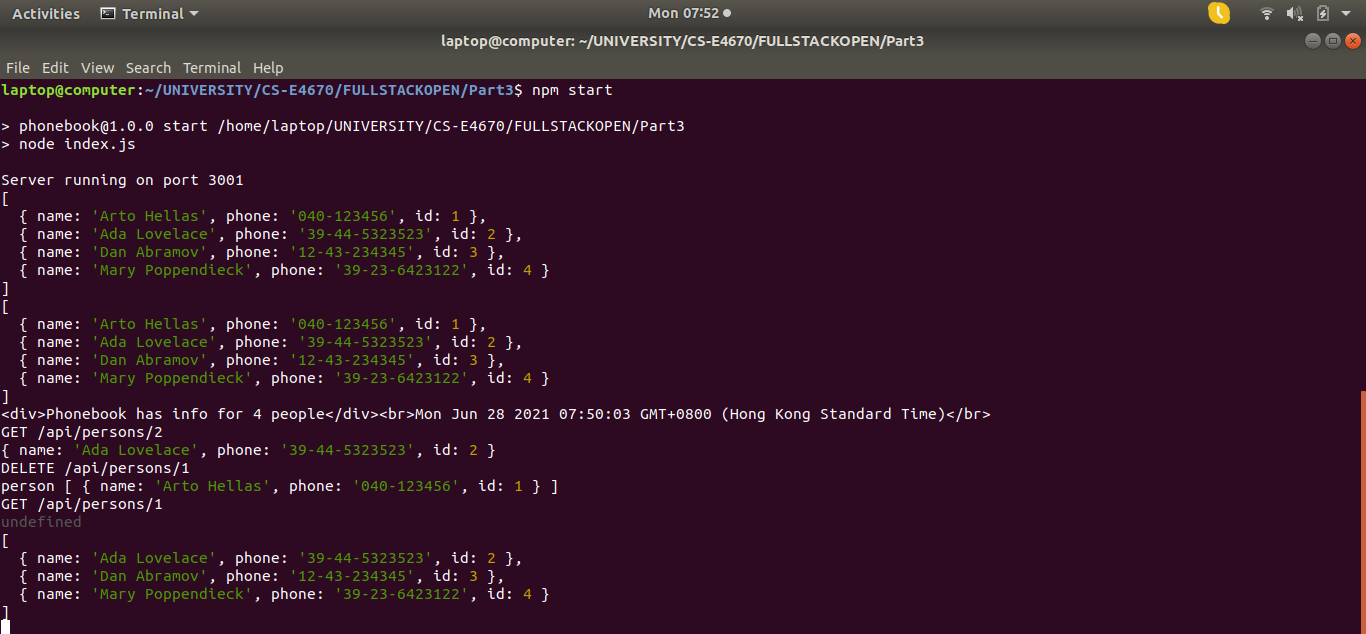 Activities Terminal Mon 07:52
laptop@computer: ~/UNIVERSITY/CS-E4670/FULLSTACKOPEN/Part3
File Edit View Search Terminal Help
laptop@computer:~/UNIVERSITY/CS-E4670/FULLSTACKOPEN/Part3$ npm start
> phonebook@1.0.0 start /home/laptop/UNIVERSITY/CS-E4670/FULLSTACKOPEN/Part3
> node index.js
Server running on port 3001
[
  { name: 'Arto Hellas', phone: '040-123456', id: 1 },
  { name: 'Ada Lovelace', phone: '39-44-5323523', id: 2 },
  { name: 'Dan Abramov', phone: '12-43-234345', id: 3 },
  { name: 'Mary Poppendieck', phone: '39-23-6423122', id: 4 }
]
[
  { name: 'Arto Hellas', phone: '040-123456', id: 1 },
  { name: 'Ada Lovelace', phone: '39-44-5323523', id: 2 },
  { name: 'Dan Abramov', phone: '12-43-234345', id: 3 },
  { name: 'Mary Poppendieck', phone: '39-23-6423122', id: 4 }
]
<div>Phonebook has info for 4 people</div><br>Mon Jun 28 2021 07:50:03 GMT+0800 (Hong Kong Standard Time)</br>
GET /api/persons/2
{ name: 'Ada Lovelace', phone: '39-44-5323523', id: 2 }
DELETE /api/persons/1
person [ { name: 'Arto Hellas', phone: '040-123456', id: 1 } ]
GET /api/persons/1
undefined
[
  { name: 'Ada Lovelace', phone: '39-44-5323523', id: 2 },
  { name: 'Dan Abramov', phone: '12-43-234345', id: 3 },
  { name: 'Mary Poppendieck', phone: '39-23-6423122', id: 4 }
]